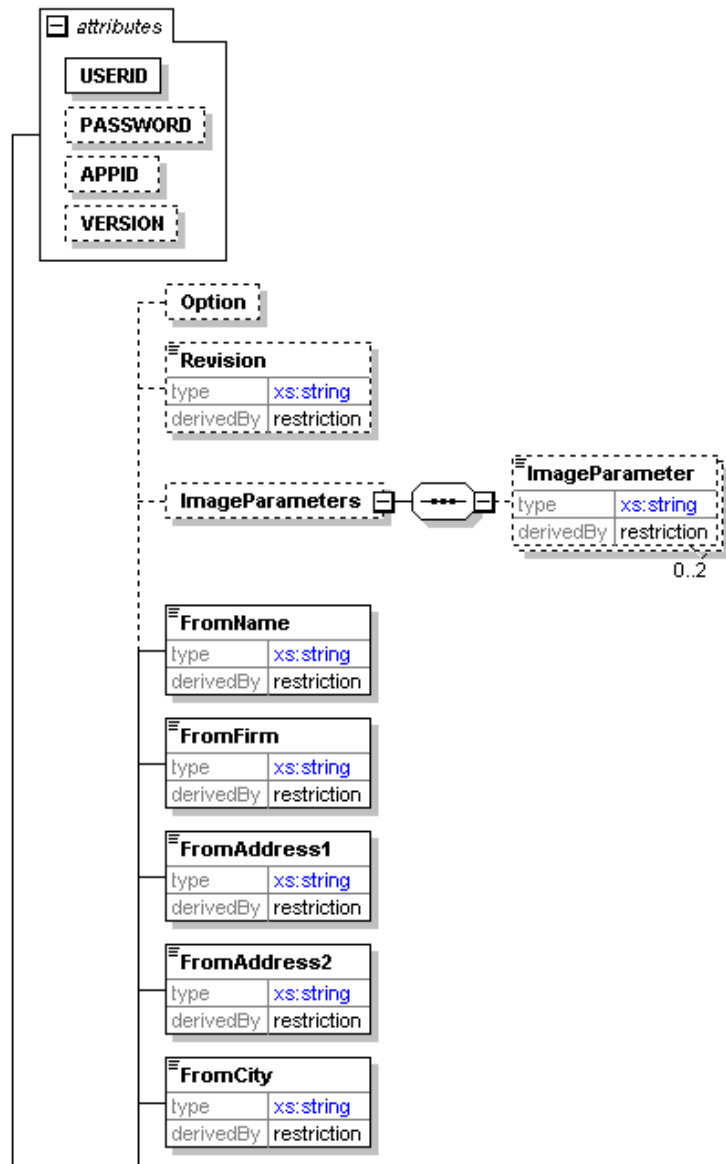 attributes
USERID
PASSWORD
APPID
VERSION
Option
Revision
type xs:string
derivedBy restriction
ImageParameters
ImageParameter
type xs:string
derivedBy restriction
0..2
FromName
type xs:string
derivedBy restriction
FromFirm
type xs:string
derivedBy restriction
FromAddress1
type xs:string
derivedBy restriction
FromAddress2
type xs:string
derivedBy restriction
FromCity
type xs:string
derivedBy restriction